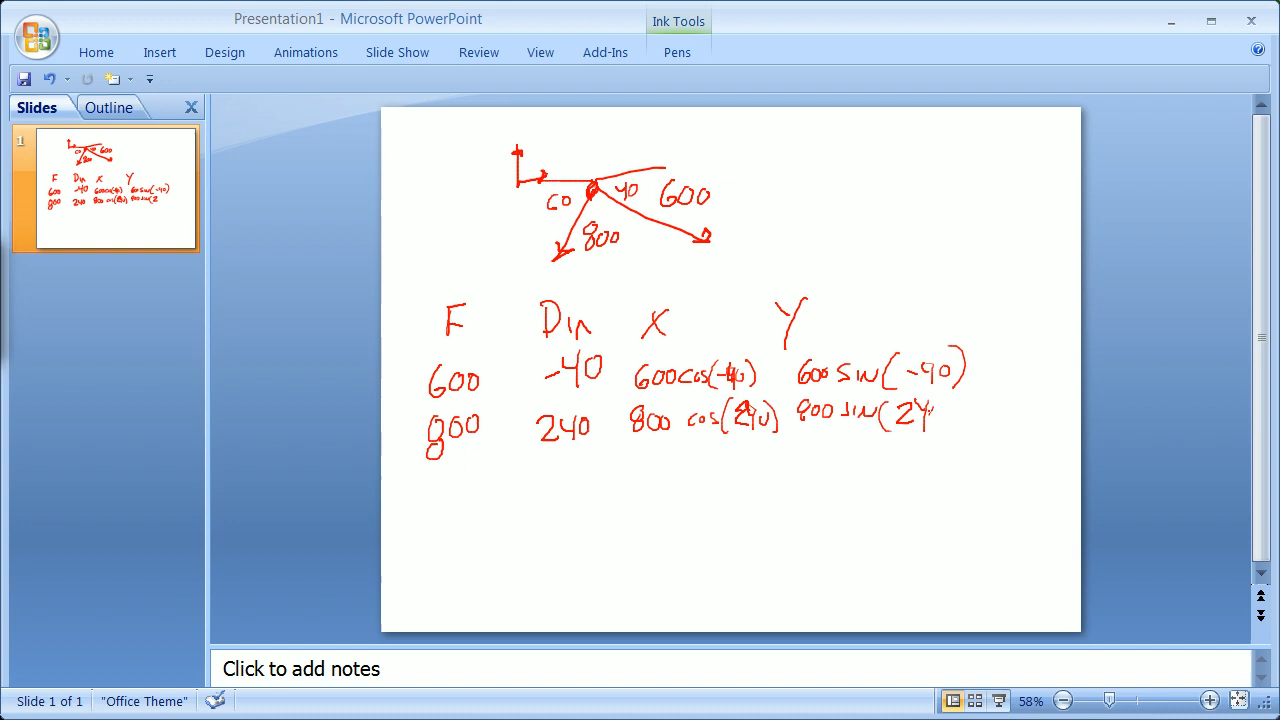 Presentation1 - Microsoft PowerPoint
Ink Tools
Home Insert Design Animations Slide Show Review View Add-Ins Pens
Slides Outline
1
60 40 600
800
F Dir X Y
600 -40 600cos(-40) 600 sin(-40)
800 240 800 cos(240) 800 sin(24
Click to add notes
Slide 1 of 1 "Office Theme" 58%